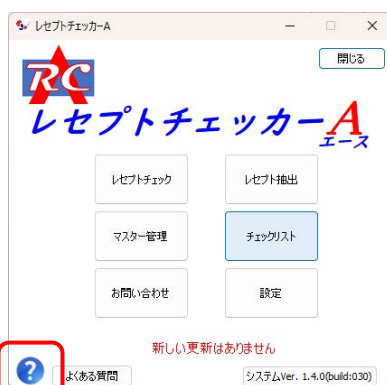 レセプトチェッカーA
閉じる
RC
レセプトチェッカーA
エース
レセプトチェック
レセプト抽出
マスター管理
チェックリスト
お問い合わせ
設定
新しい更新はありません
?
よくある質問
システムVer. 1.4.0(build:030)